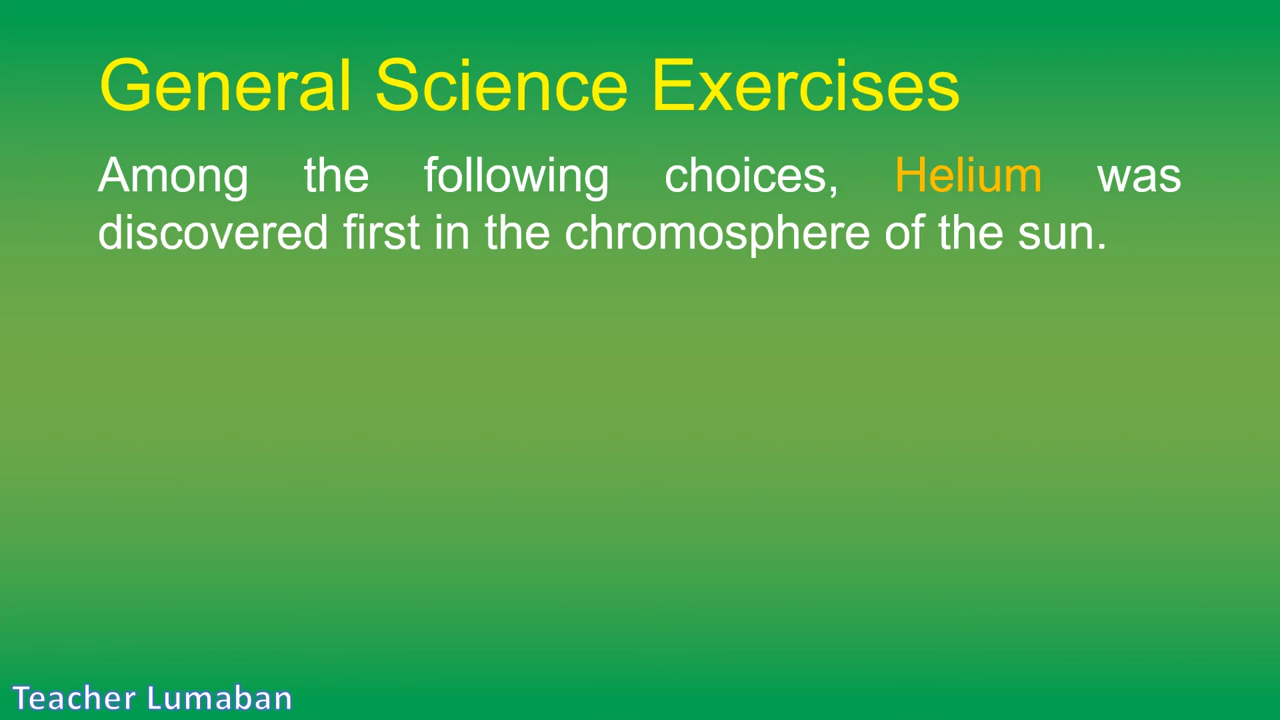 General Science Exercises
Among the following choices, Helium was
discovered first in the chromosphere of the sun.
Teacher Lumaban